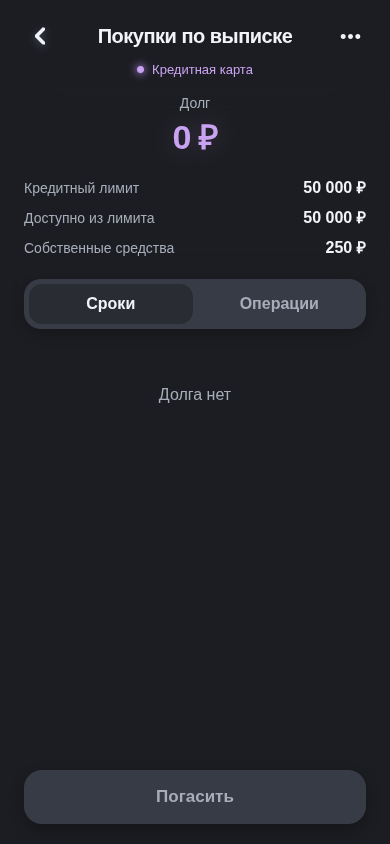 Покупки по выписке
Кредитная карта
Долг
0 ₽
Кредитный лимит 50 000 ₽
Доступно из лимита 50 000 ₽
Собственные средства 250 ₽
Сроки Операции
Долга нет
Погасить